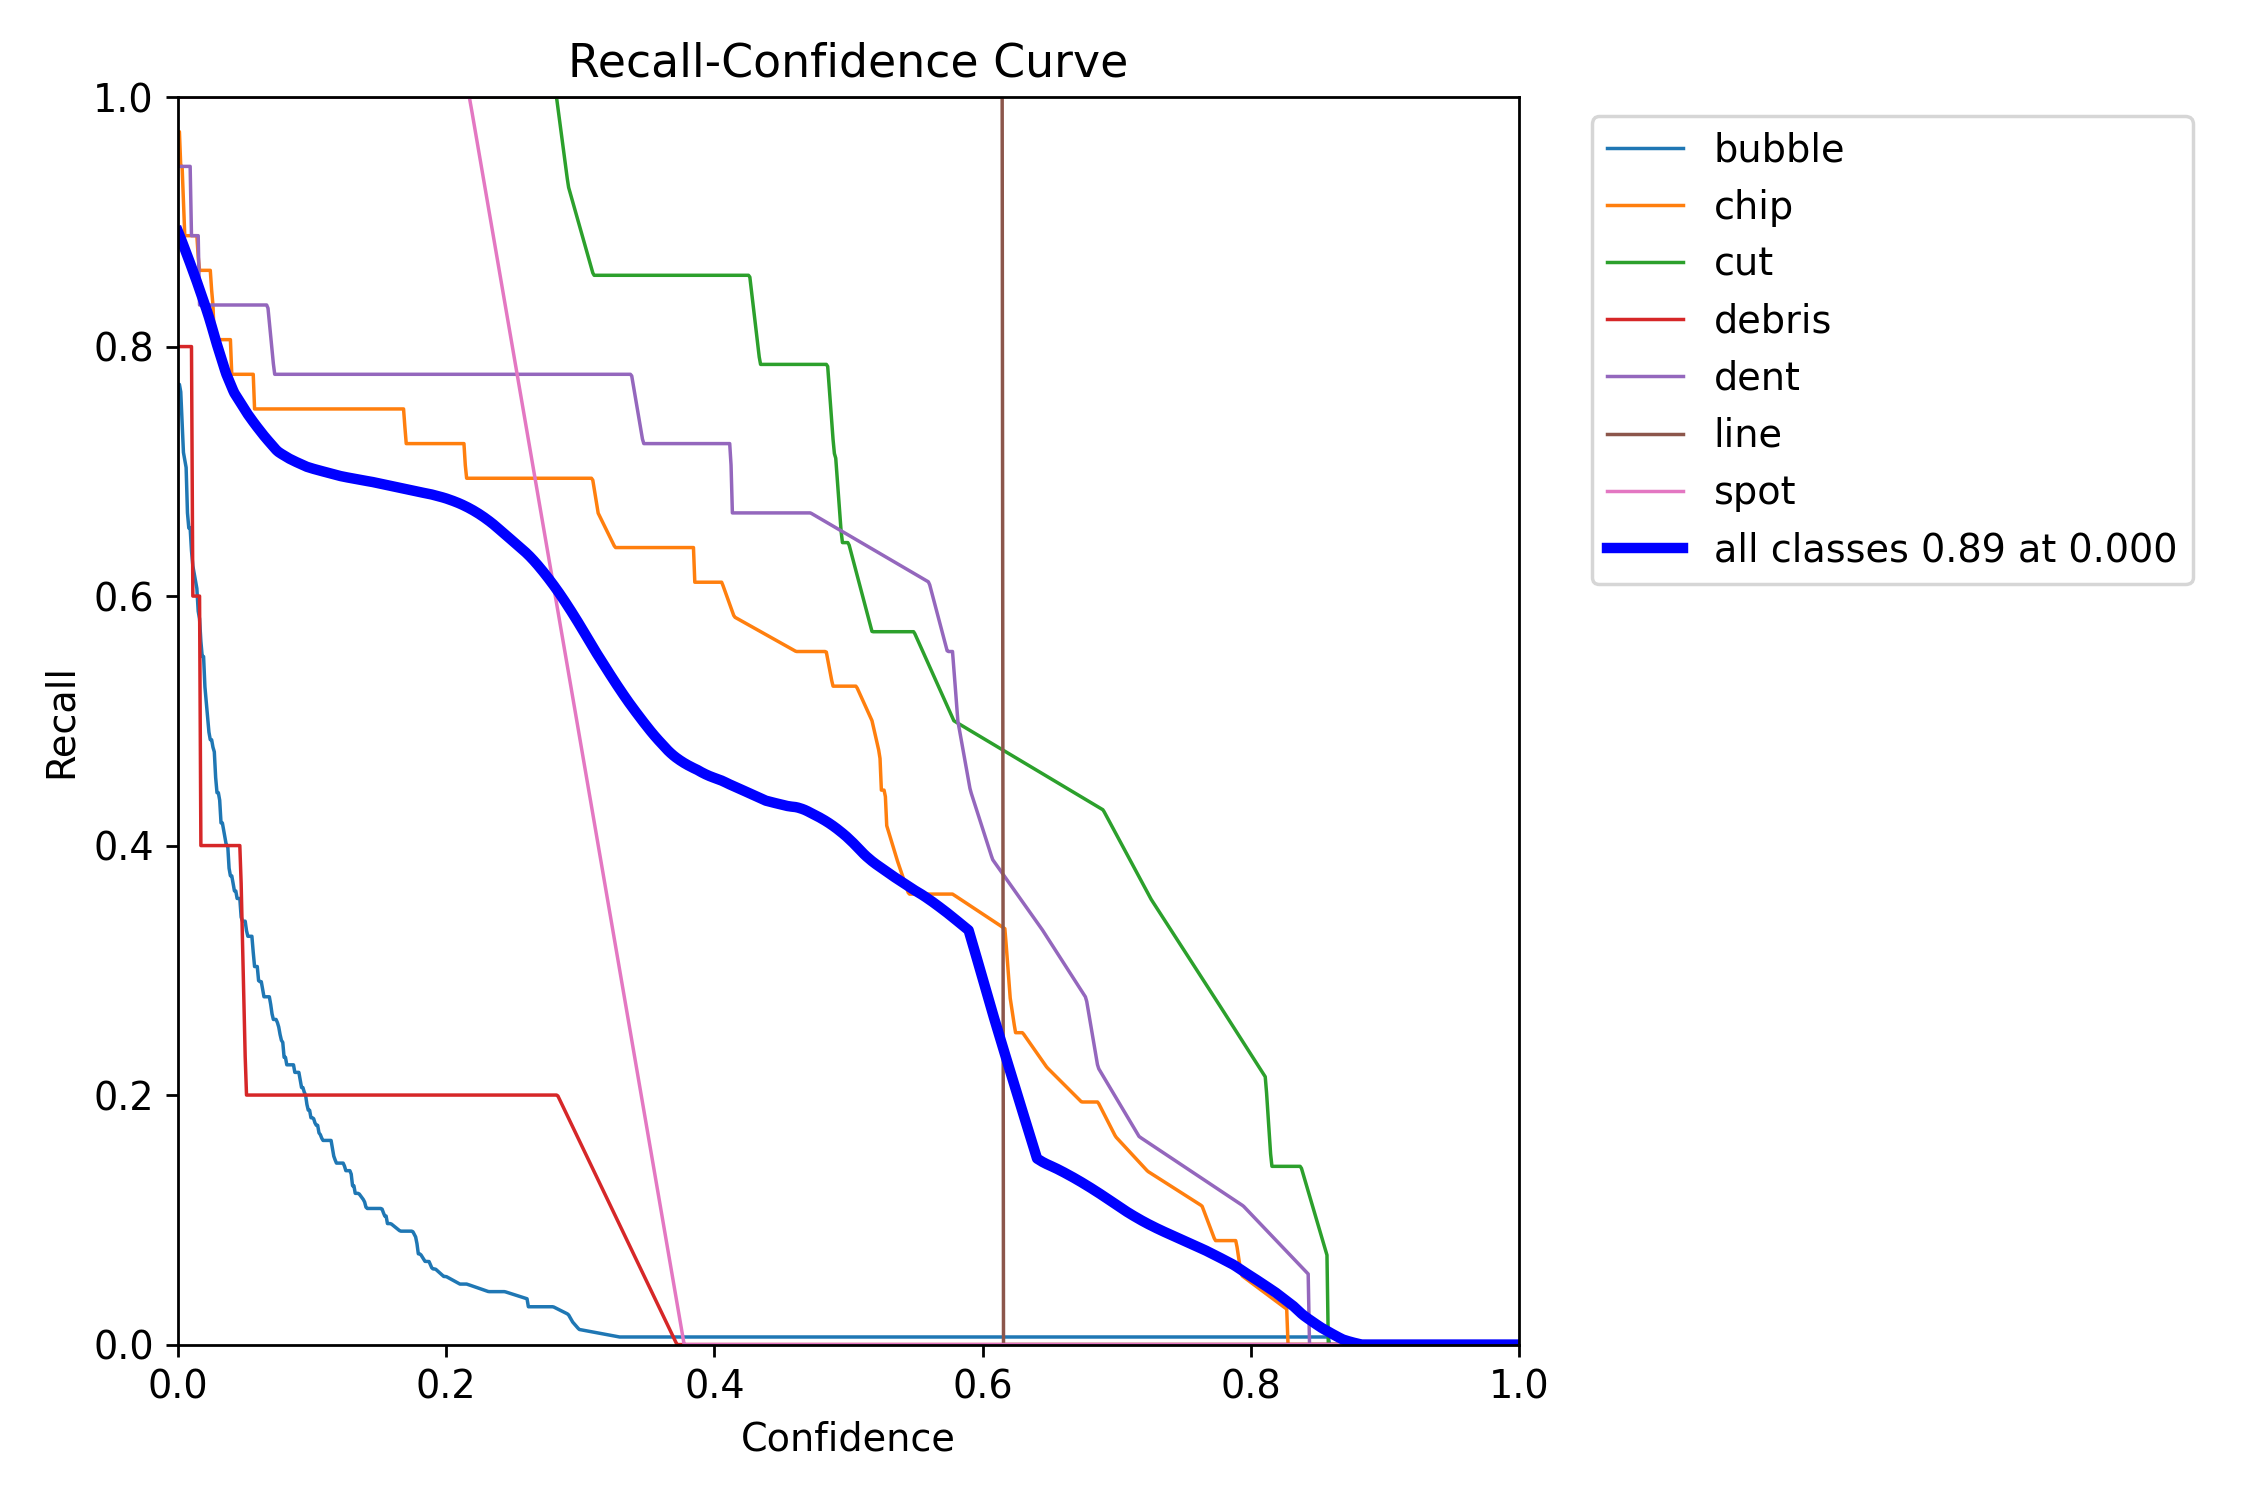 Recall-Confidence Curve
1.0
0.8
0.6
0.4
0.2
0.0
Recall
0.0 0.2 0.4 0.6 0.8 1.0
Confidence
bubble
chip
cut
debris
dent
line
spot
all classes 0.89 at 0.000